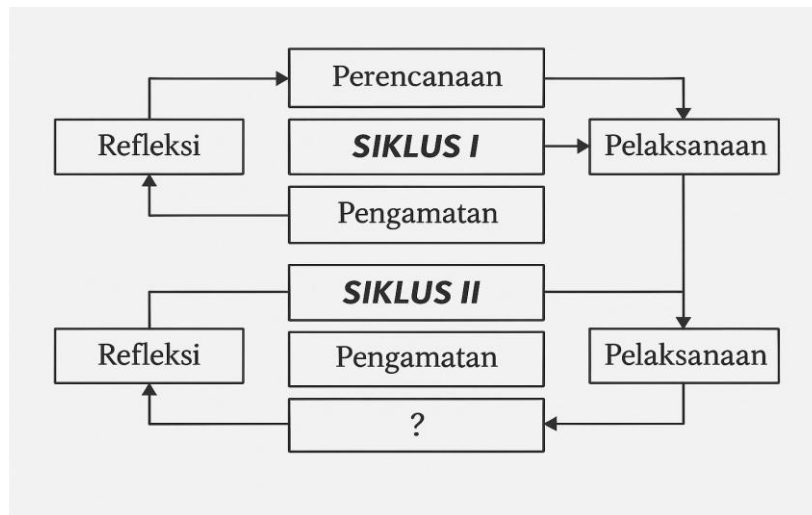 Perencanaan
Refleksi
SIKLUS I
Pelaksanaan
Pengamatan
SIKLUS II
Refleksi
Pengamatan
Pelaksanaan
?